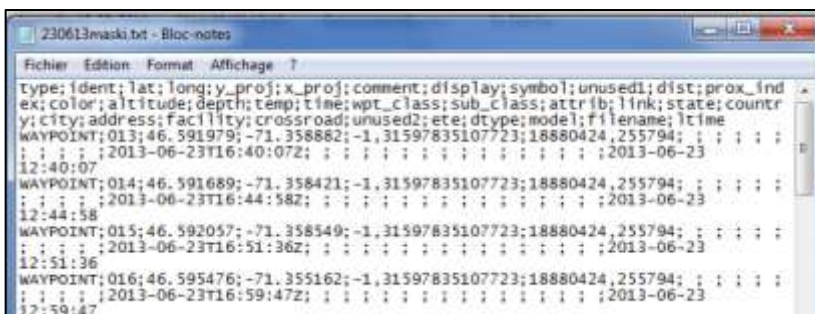 230613maski.txt - Bloc-notes
Fichier Edition Format Affichage ?
type;ident;lat;long;y_proj;x_proj;comment;display;symbol;unused1;dist;prox_ind
ex;color;altitude;depth;temp;time;wpt_class;sub_class;attrib;link;state;countr
y;city;address;facility;crossroad;unused2;ete;dtype;model;filename;ltime
WAYPOINT;013;46.591979;-71.358882;-1,31597835107723;18880424,255794; ; ; ; ; ;
; ; ; ; ;2013-06-23T16:40:07Z; ; ; ; ; ; ; ; ; ; ; ; ; ; ;2013-06-23
12:40:07
WAYPOINT;014;46.591689;-71.358421;-1,31597835107723;18880424,255794; ; ; ; ; ;
; ; ; ; ;2013-06-23T16:44:58Z; ; ; ; ; ; ; ; ; ; ; ; ; ; ;2013-06-23
12:44:58
WAYPOINT;015;46.592057;-71.358549;-1,31597835107723;18880424,255794; ; ; ; ; ;
; ; ; ; ;2013-06-23T16:51:36Z; ; ; ; ; ; ; ; ; ; ; ; ; ; ;2013-06-23
12:51:36
WAYPOINT;016;46.595476;-71.355162;-1,31597835107723;18880424,255794; ; ; ; ; ;
; ; ; ; ;2013-06-23T16:59:47Z; ; ; ; ; ; ; ; ; ; ; ; ; ; ;2013-06-23
12:59:47